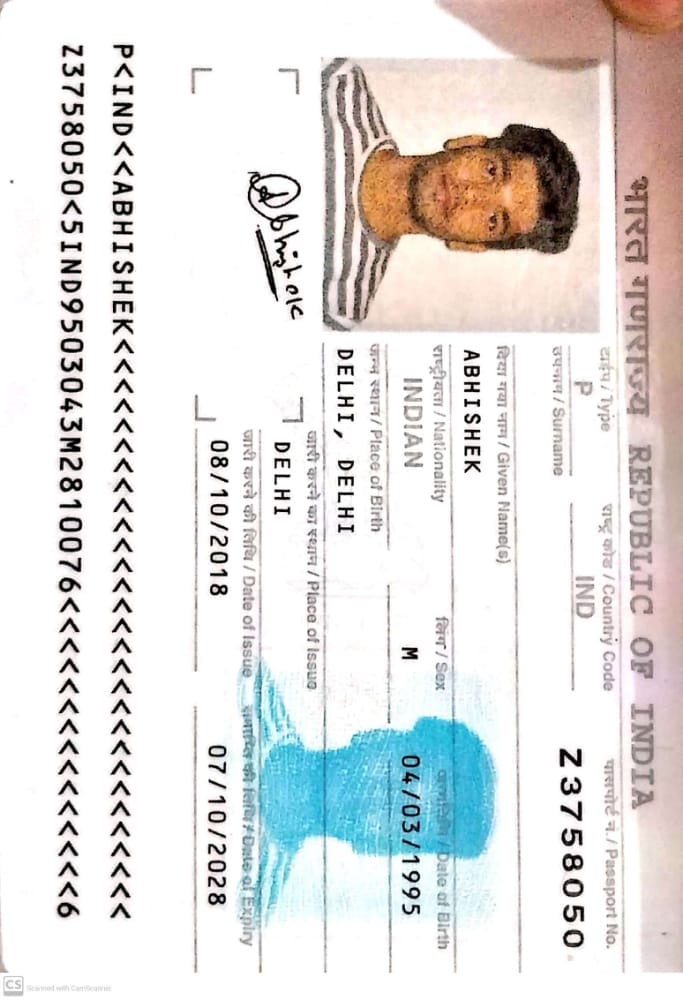 भारत गणराज्य REPUBLIC OF INDIA
टाईप / Type राष्ट्र कोड / Country Code पासपोर्ट नं. / Passport No.
P IND Z3758050
उपनाम / Surname
दिया गया नाम / Given Name(s)
ABHISHEK
राष्ट्रीयता / Nationality लिंग / Sex जन्मतिथि / Date of Birth
INDIAN M 04/03/1995
जन्म स्थान / Place of Birth
DELHI, DELHI
जारी करने का स्थान / Place of Issue
DELHI
Abhishek
जारी करने की तिथि / Date of Issue समाप्ति की तिथि / Date of Expiry
08/10/2018 07/10/2028
P<IND<<ABHISHEK<<<<<<<<<<<<<<<<<<<<<<<<<<<<<
Z3758050<5IND9503043M2810076<<<<<<<<<<<<<<<6
CS Scanned with CamScanner